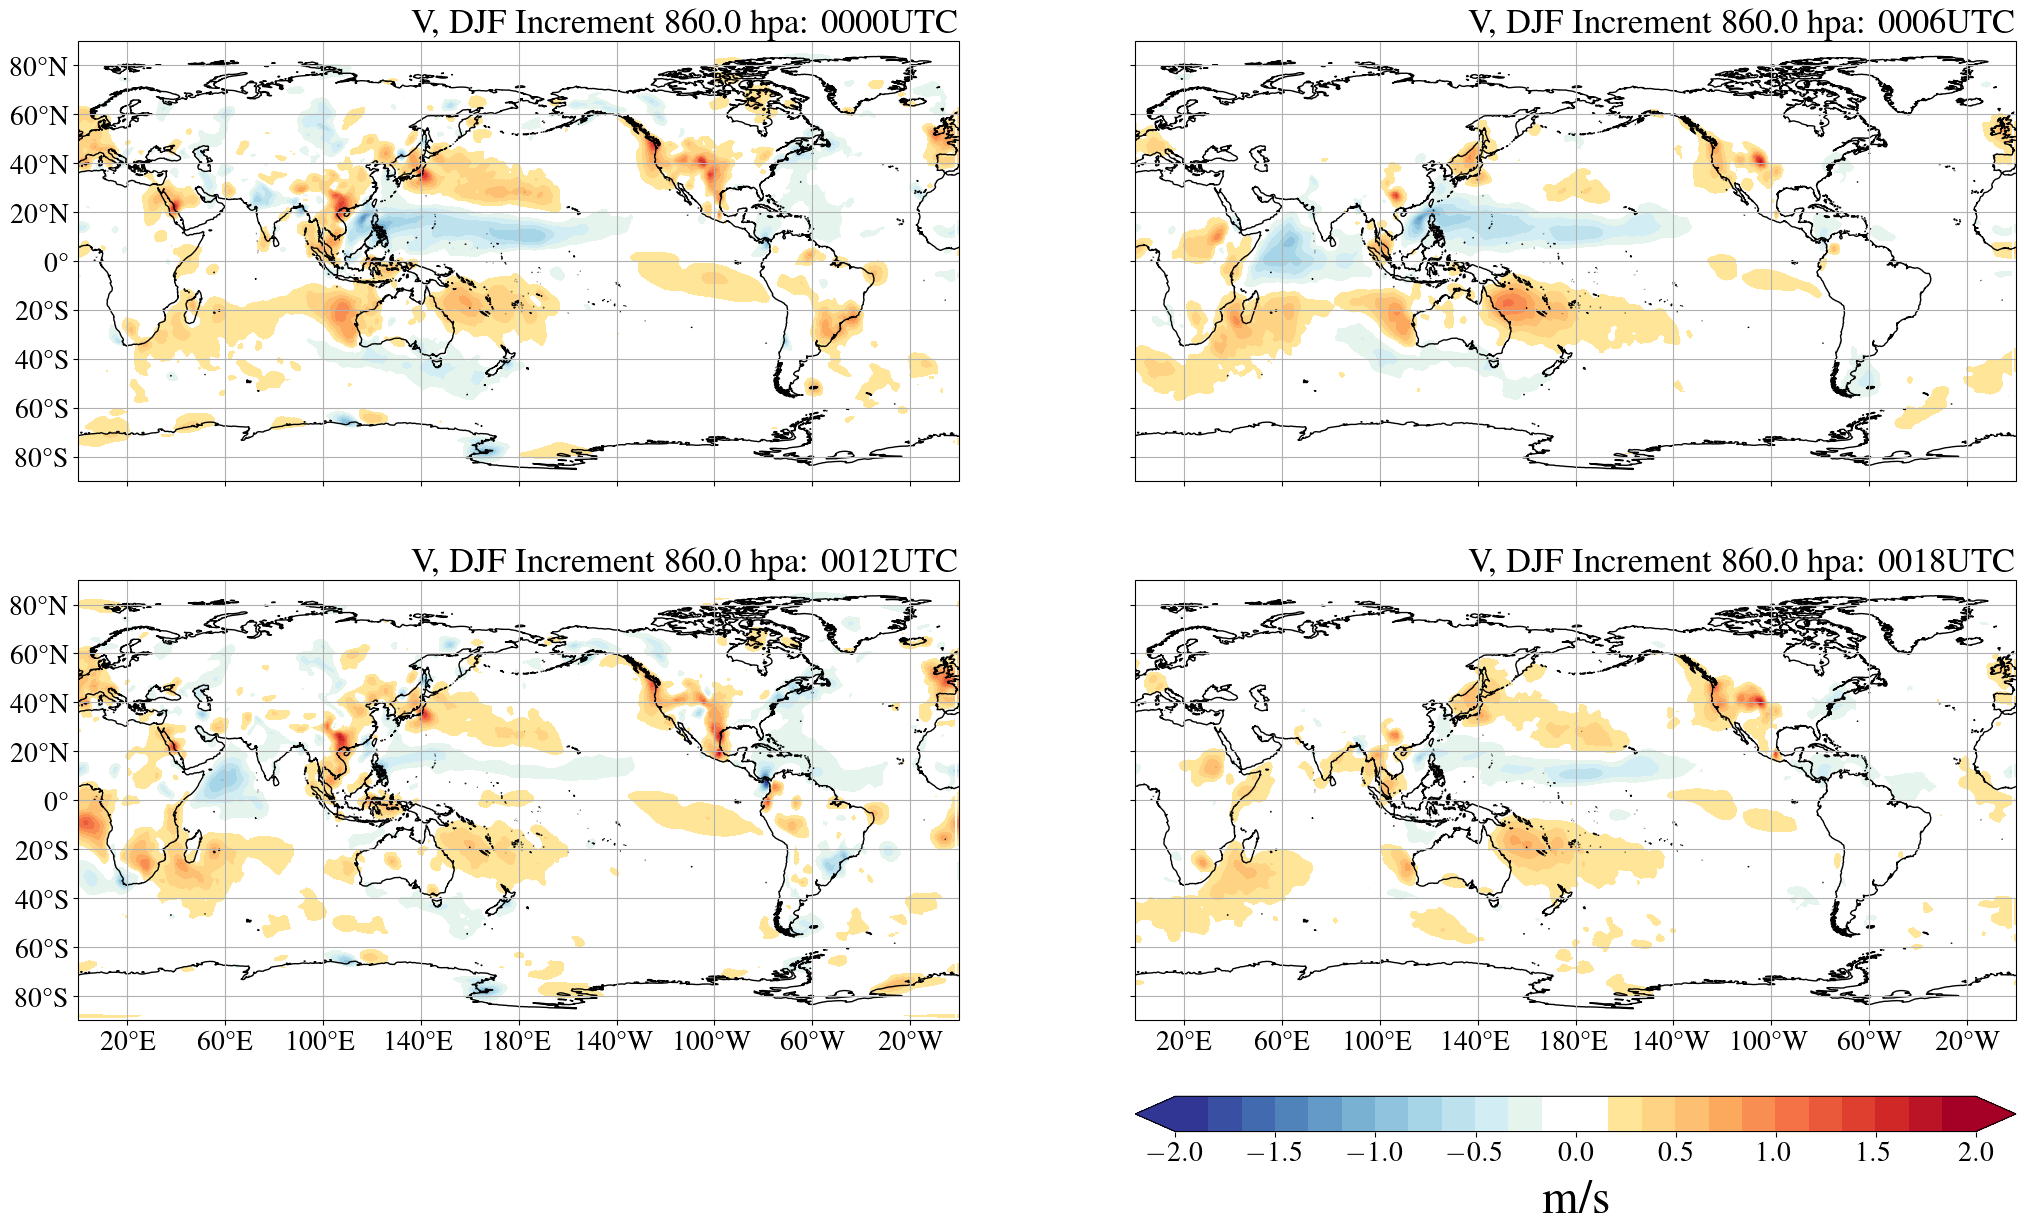 V, DJF Increment 860.0 hpa: 0000UTC
V, DJF Increment 860.0 hpa: 0006UTC
80°N
60°N
40°N
20°N
0°
20°S
40°S
60°S
80°S
V, DJF Increment 860.0 hpa: 0012UTC
V, DJF Increment 860.0 hpa: 0018UTC
80°N
60°N
40°N
20°N
0°
20°S
40°S
60°S
80°S
20°E 60°E 100°E 140°E 180°E 140°W 100°W 60°W 20°W
20°E 60°E 100°E 140°E 180°E 140°W 100°W 60°W 20°W
−2.0 −1.5 −1.0 −0.5 0.0 0.5 1.0 1.5 2.0
m/s